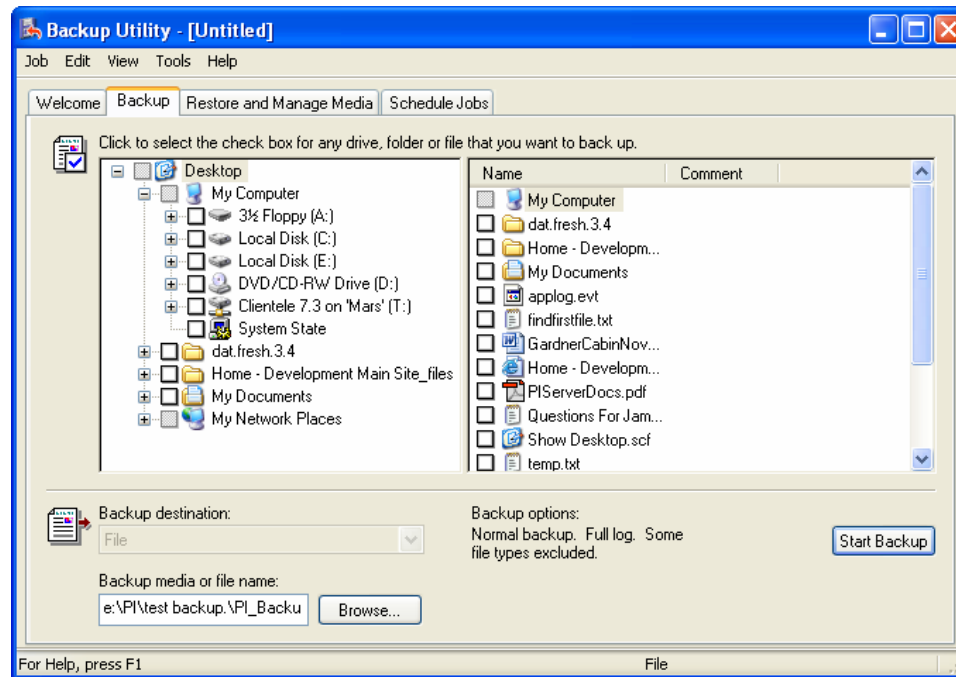 Backup Utility - [Untitled]
Job Edit View Tools Help
Welcome Backup Restore and Manage Media Schedule Jobs
Click to select the check box for any drive, folder or file that you want to back up.
Desktop
My Computer
3½ Floppy (A:)
Local Disk (C:)
Local Disk (E:)
DVD/CD-RW Drive (D:)
Clientele 7.3 on 'Mars' (T:)
System State
dat.fresh.3.4
Home - Development Main Site_files
My Documents
My Network Places
Name Comment
My Computer
dat.fresh.3.4
Home - Developm...
My Documents
applog.evt
findfirstfile.txt
GardnerCabinNov...
Home - Developm...
PIServerDocs.pdf
Questions For Jam...
Show Desktop.scf
temp.txt
Backup destination:
File
Backup media or file name:
e:\PI\test backup.\PI_Backu
Browse...
Backup options:
Normal backup. Full log. Some
file types excluded.
Start Backup
For Help, press F1 File